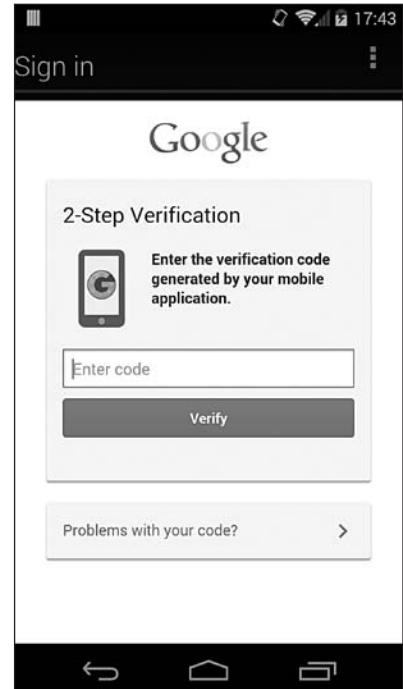 17:43
Sign in
Google
2-Step Verification
Enter the verification code
generated by your mobile
application.
Enter code
Verify
Problems with your code?